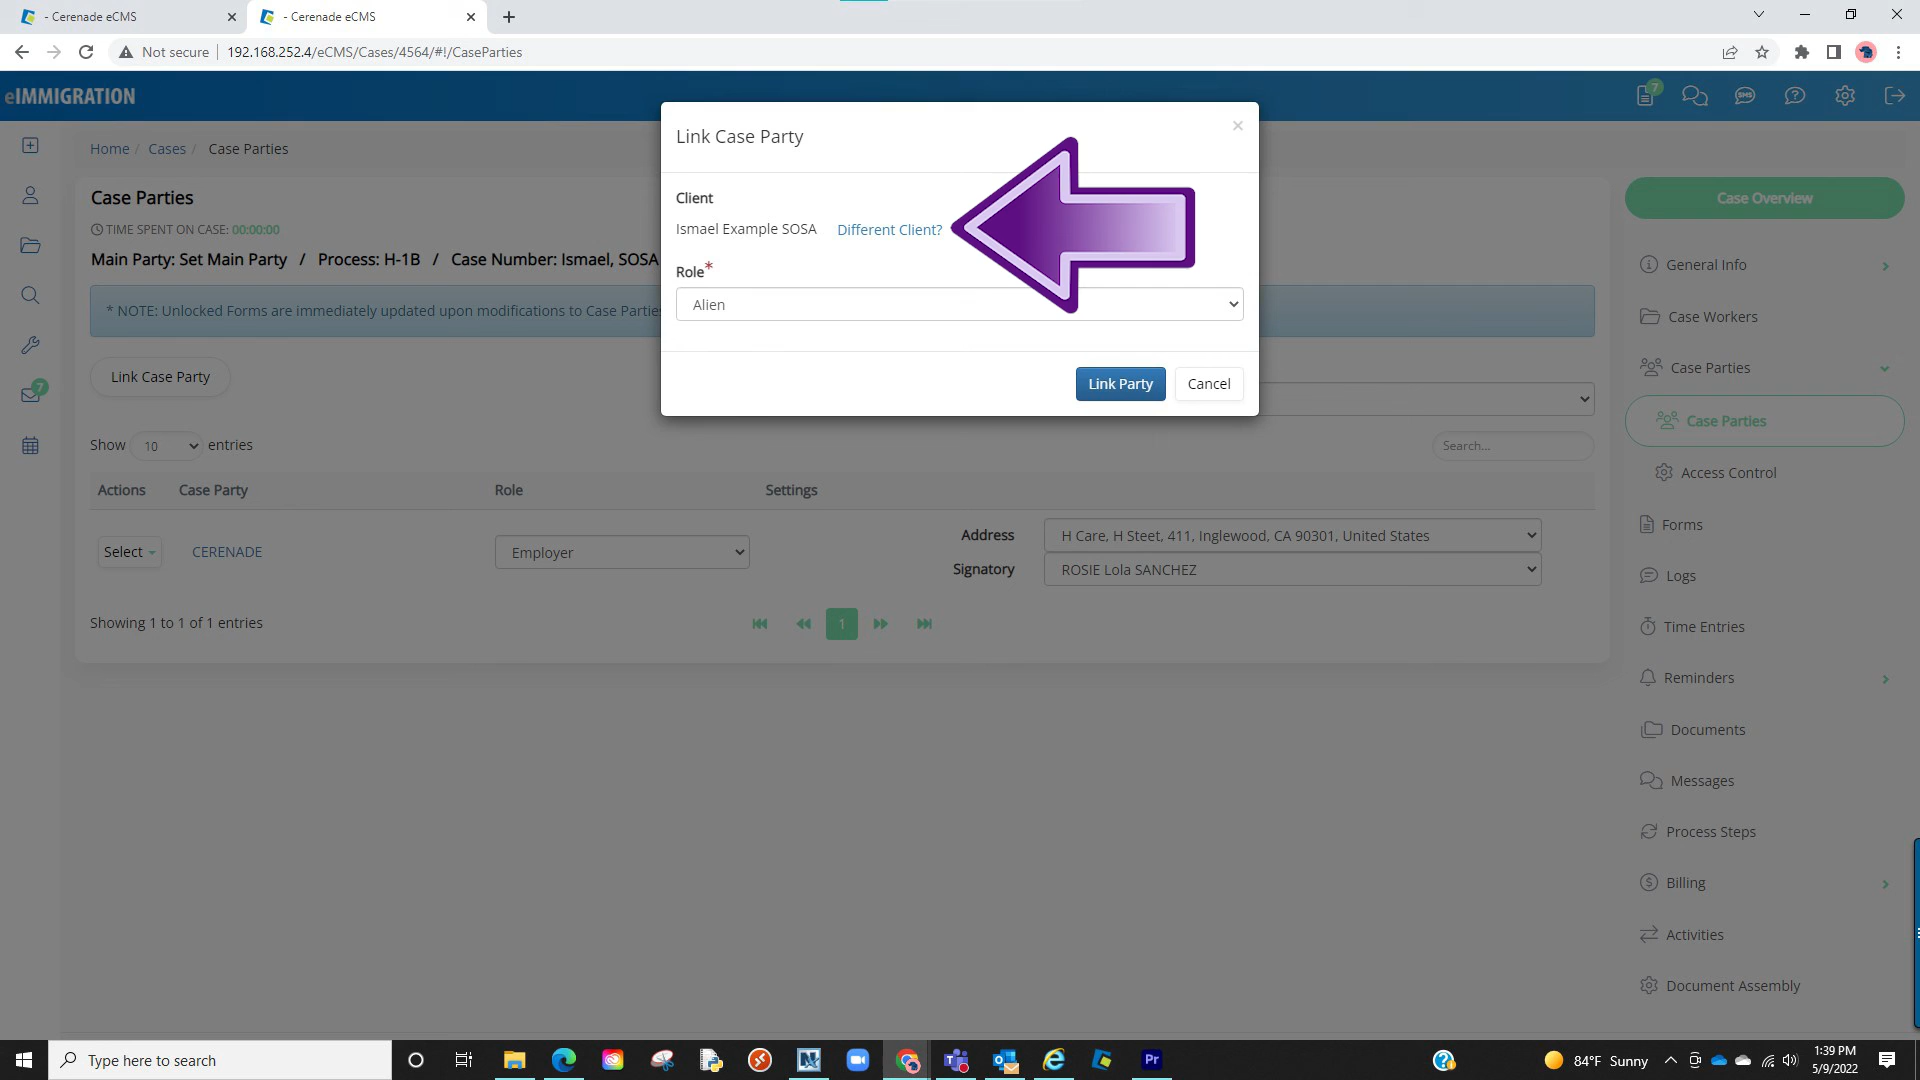 - Cerenade eCMS
- Cerenade eCMS
Not secure
192.168.252.4/eCMS/Cases/4564/#!/CaseParties
eIMMIGRATION
7
SMS
Home / Cases / Case Parties
Case Parties
TIME SPENT ON CASE: 00:00:00
Main Party: Set Main Party / Process: H-1B / Case Number: Ismael, SOSA
* NOTE: Unlocked Forms are immediately updated upon modifications to Case Partie
Link Case Party
7
Show 10 entries
Search...
Actions Case Party Role Settings
Select CERENADE Employer
Address H Care, H Steet, 411, Inglewood, CA 90301, United States
Signatory ROSIE Lola SANCHEZ
Showing 1 to 1 of 1 entries
1
Link Case Party
×
Client
Ismael Example SOSA Different Client?
Role*
Alien
Link Party Cancel
Case Overview
General Info
Case Workers
Case Parties
Case Parties
Access Control
Forms
Logs
Time Entries
Reminders
Documents
Messages
Process Steps
Billing
Activities
Document Assembly
Type here to search
Pr
84°F Sunny
1:39 PM
5/9/2022